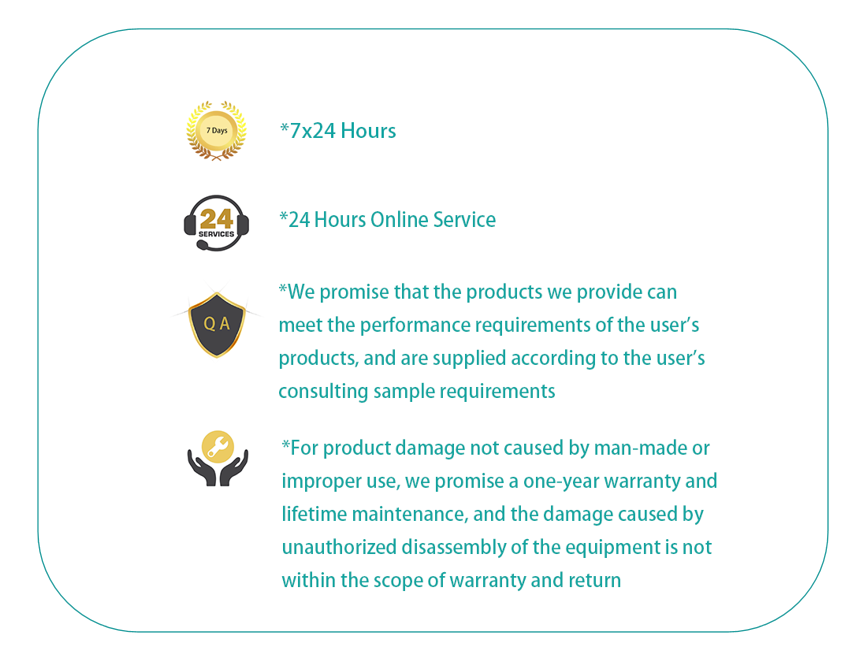 7 Days
*7x24 Hours
24
SERVICES
*24 Hours Online Service
*We promise that the products we provide can
meet the performance requirements of the user’s
Q A
products, and are supplied according to the user’s
consulting sample requirements
*For product damage not caused by man-made or
improper use, we promise a one-year warranty and
lifetime maintenance, and the damage caused by
unauthorized disassembly of the equipment is not
within the scope of warranty and return